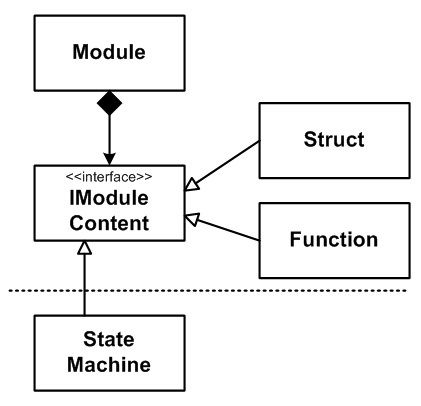 Module
Struct
<<interface>>
IModule
Content
Function
State
Machine